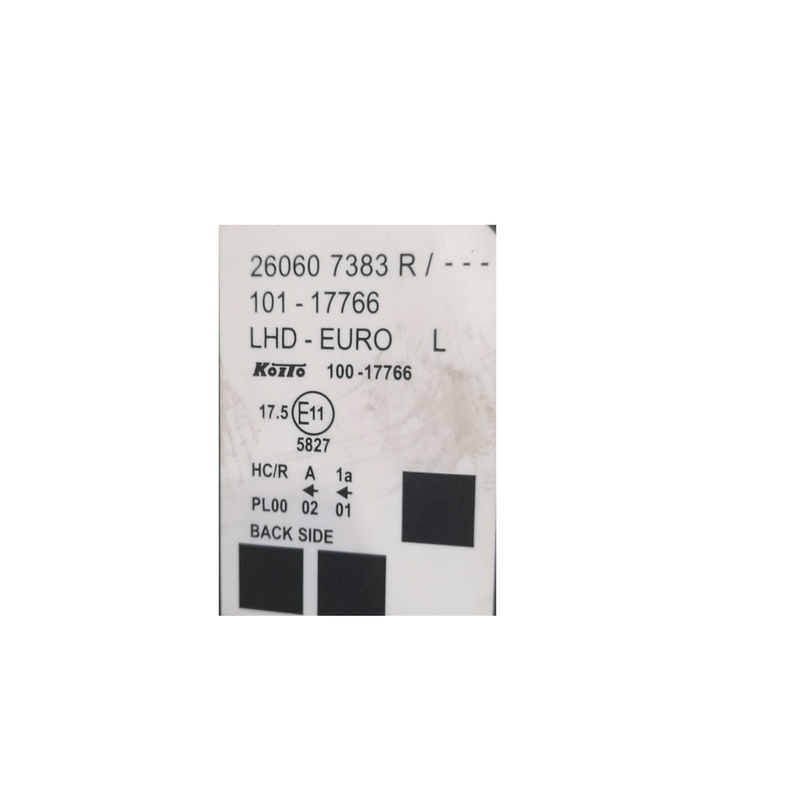 26060 7383 R / - - -
101 - 17766
LHD - EURO L
KOITO 100 -17766
17.5 E11
5827
HC/R A 1a
PL00 02 01
BACK SIDE